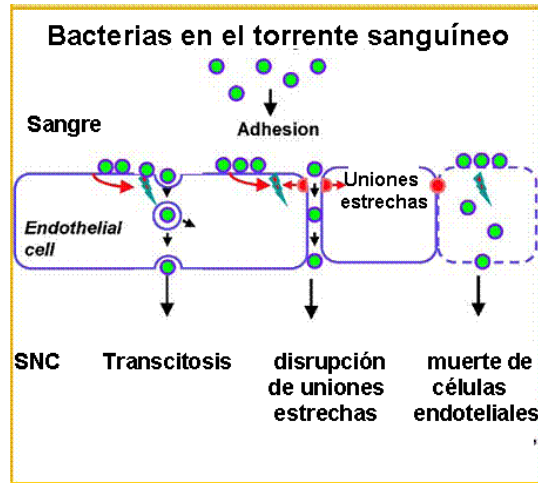 Bacterias en el torrente sanguíneo
Sangre
Adhesion
Uniones
estrechas
Endothelial
cell
SNC
Transcitosis
disrupción
de uniones
estrechas
muerte de
células
endoteliales
,